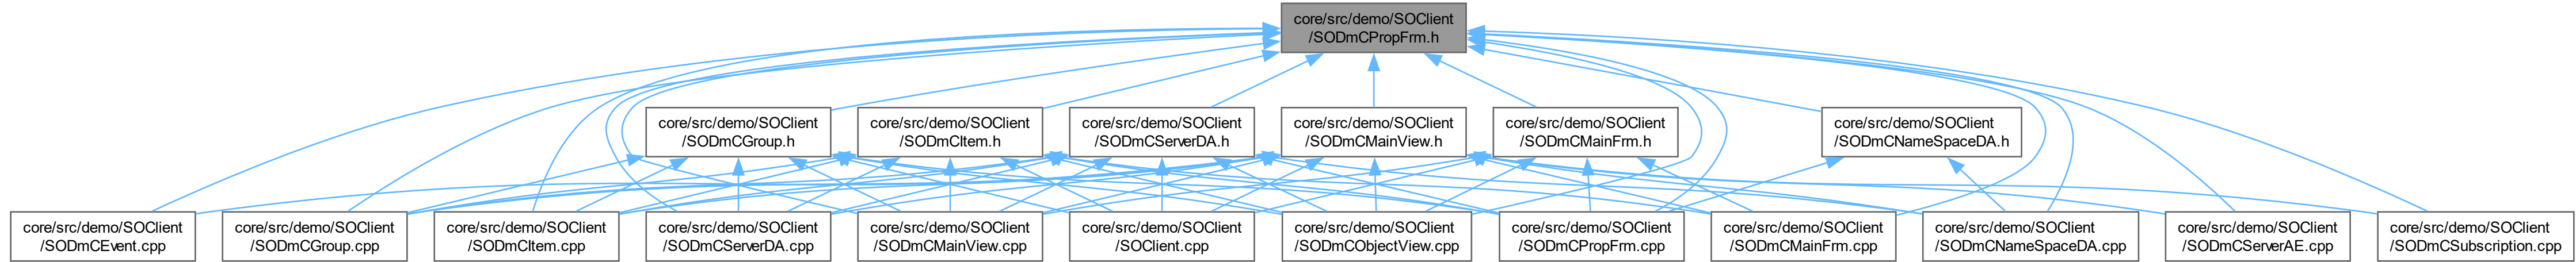 core/src/demo/SOClient
/SODmCPropFrm.h
core/src/demo/SOClient
/SODmCGroup.h
core/src/demo/SOClient
/SODmCItem.h
core/src/demo/SOClient
/SODmCServerDA.h
core/src/demo/SOClient
/SODmCMainView.h
core/src/demo/SOClient
/SODmCMainFrm.h
core/src/demo/SOClient
/SODmCNameSpaceDA.h
core/src/demo/SOClient
/SODmCEvent.cpp
core/src/demo/SOClient
/SODmCGroup.cpp
core/src/demo/SOClient
/SODmCItem.cpp
core/src/demo/SOClient
/SODmCServerDA.cpp
core/src/demo/SOClient
/SODmCMainView.cpp
core/src/demo/SOClient
/SOClient.cpp
core/src/demo/SOClient
/SODmCObjectView.cpp
core/src/demo/SOClient
/SODmCPropFrm.cpp
core/src/demo/SOClient
/SODmCMainFrm.cpp
core/src/demo/SOClient
/SODmCNameSpaceDA.cpp
core/src/demo/SOClient
/SODmCServerAE.cpp
core/src/demo/SOClient
/SODmCSubscription.cpp